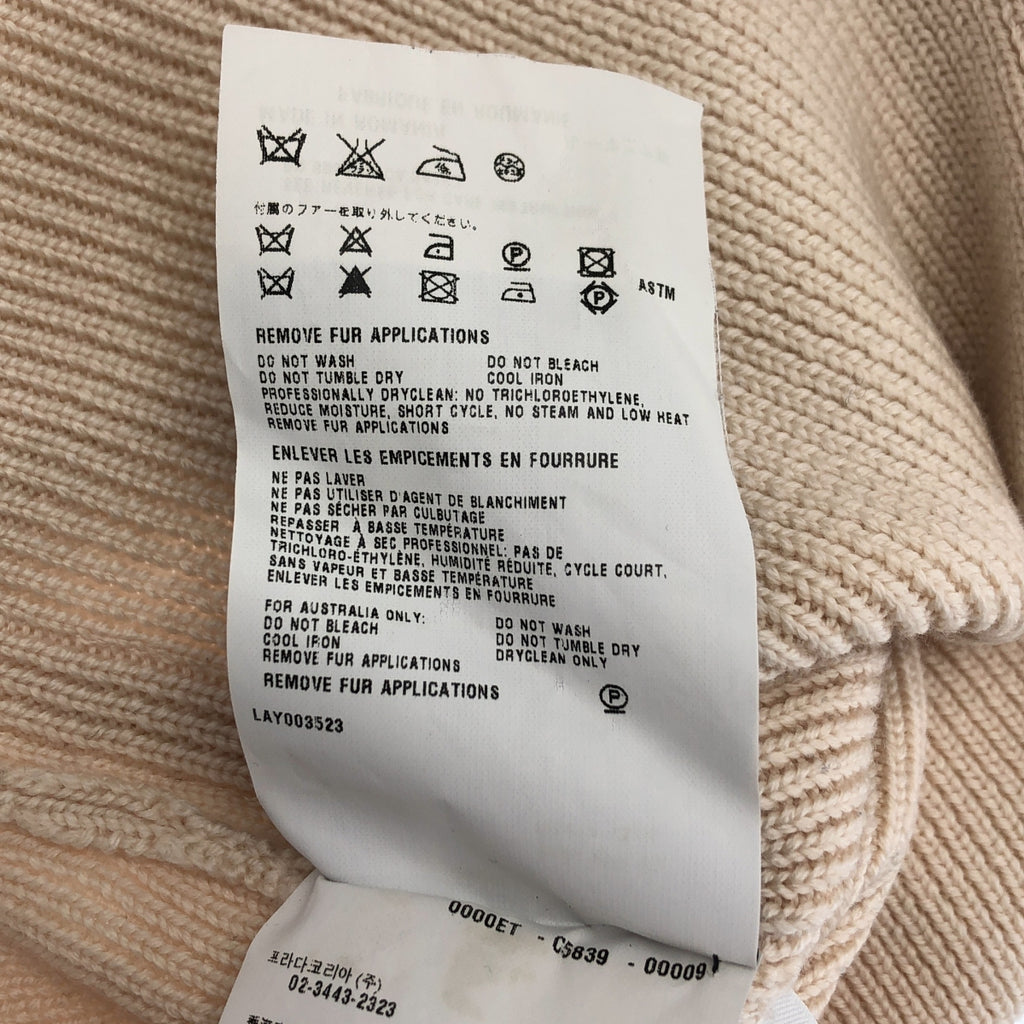 付属のファーを取り外してください。
ASTM
REMOVE FUR APPLICATIONS
DO NOT WASH DO NOT BLEACH
DO NOT TUMBLE DRY COOL IRON
PROFESSIONALLY DRYCLEAN: NO TRICHLOROETHYLENE,
REDUCE MOISTURE, SHORT CYCLE, NO STEAM AND LOW HEAT
REMOVE FUR APPLICATIONS
ENLEVER LES EMPICEMENTS EN FOURRURE
NE PAS LAVER
NE PAS UTILISER D'AGENT DE BLANCHIMENT
NE PAS SÉCHER PAR CULBUTAGE
REPASSER À BASSE TEMPÉRATURE
NETTOYAGE À SEC PROFESSIONNEL: PAS DE
TRICHLORO-ÉTHYLÈNE, HUMIDITÉ RÉDUITE, CYCLE COURT,
SANS VAPEUR ET BASSE TEMPÉRATURE
ENLEVER LES EMPICEMENTS EN FOURRURE
FOR AUSTRALIA ONLY:
DO NOT BLEACH DO NOT WASH
COOL IRON DO NOT TUMBLE DRY
REMOVE FUR APPLICATIONS DRYCLEAN ONLY
REMOVE FUR APPLICATIONS P
LAY003523
0000ET - C5839 - 00009
프라다코리아 (주)
02-3443-2323